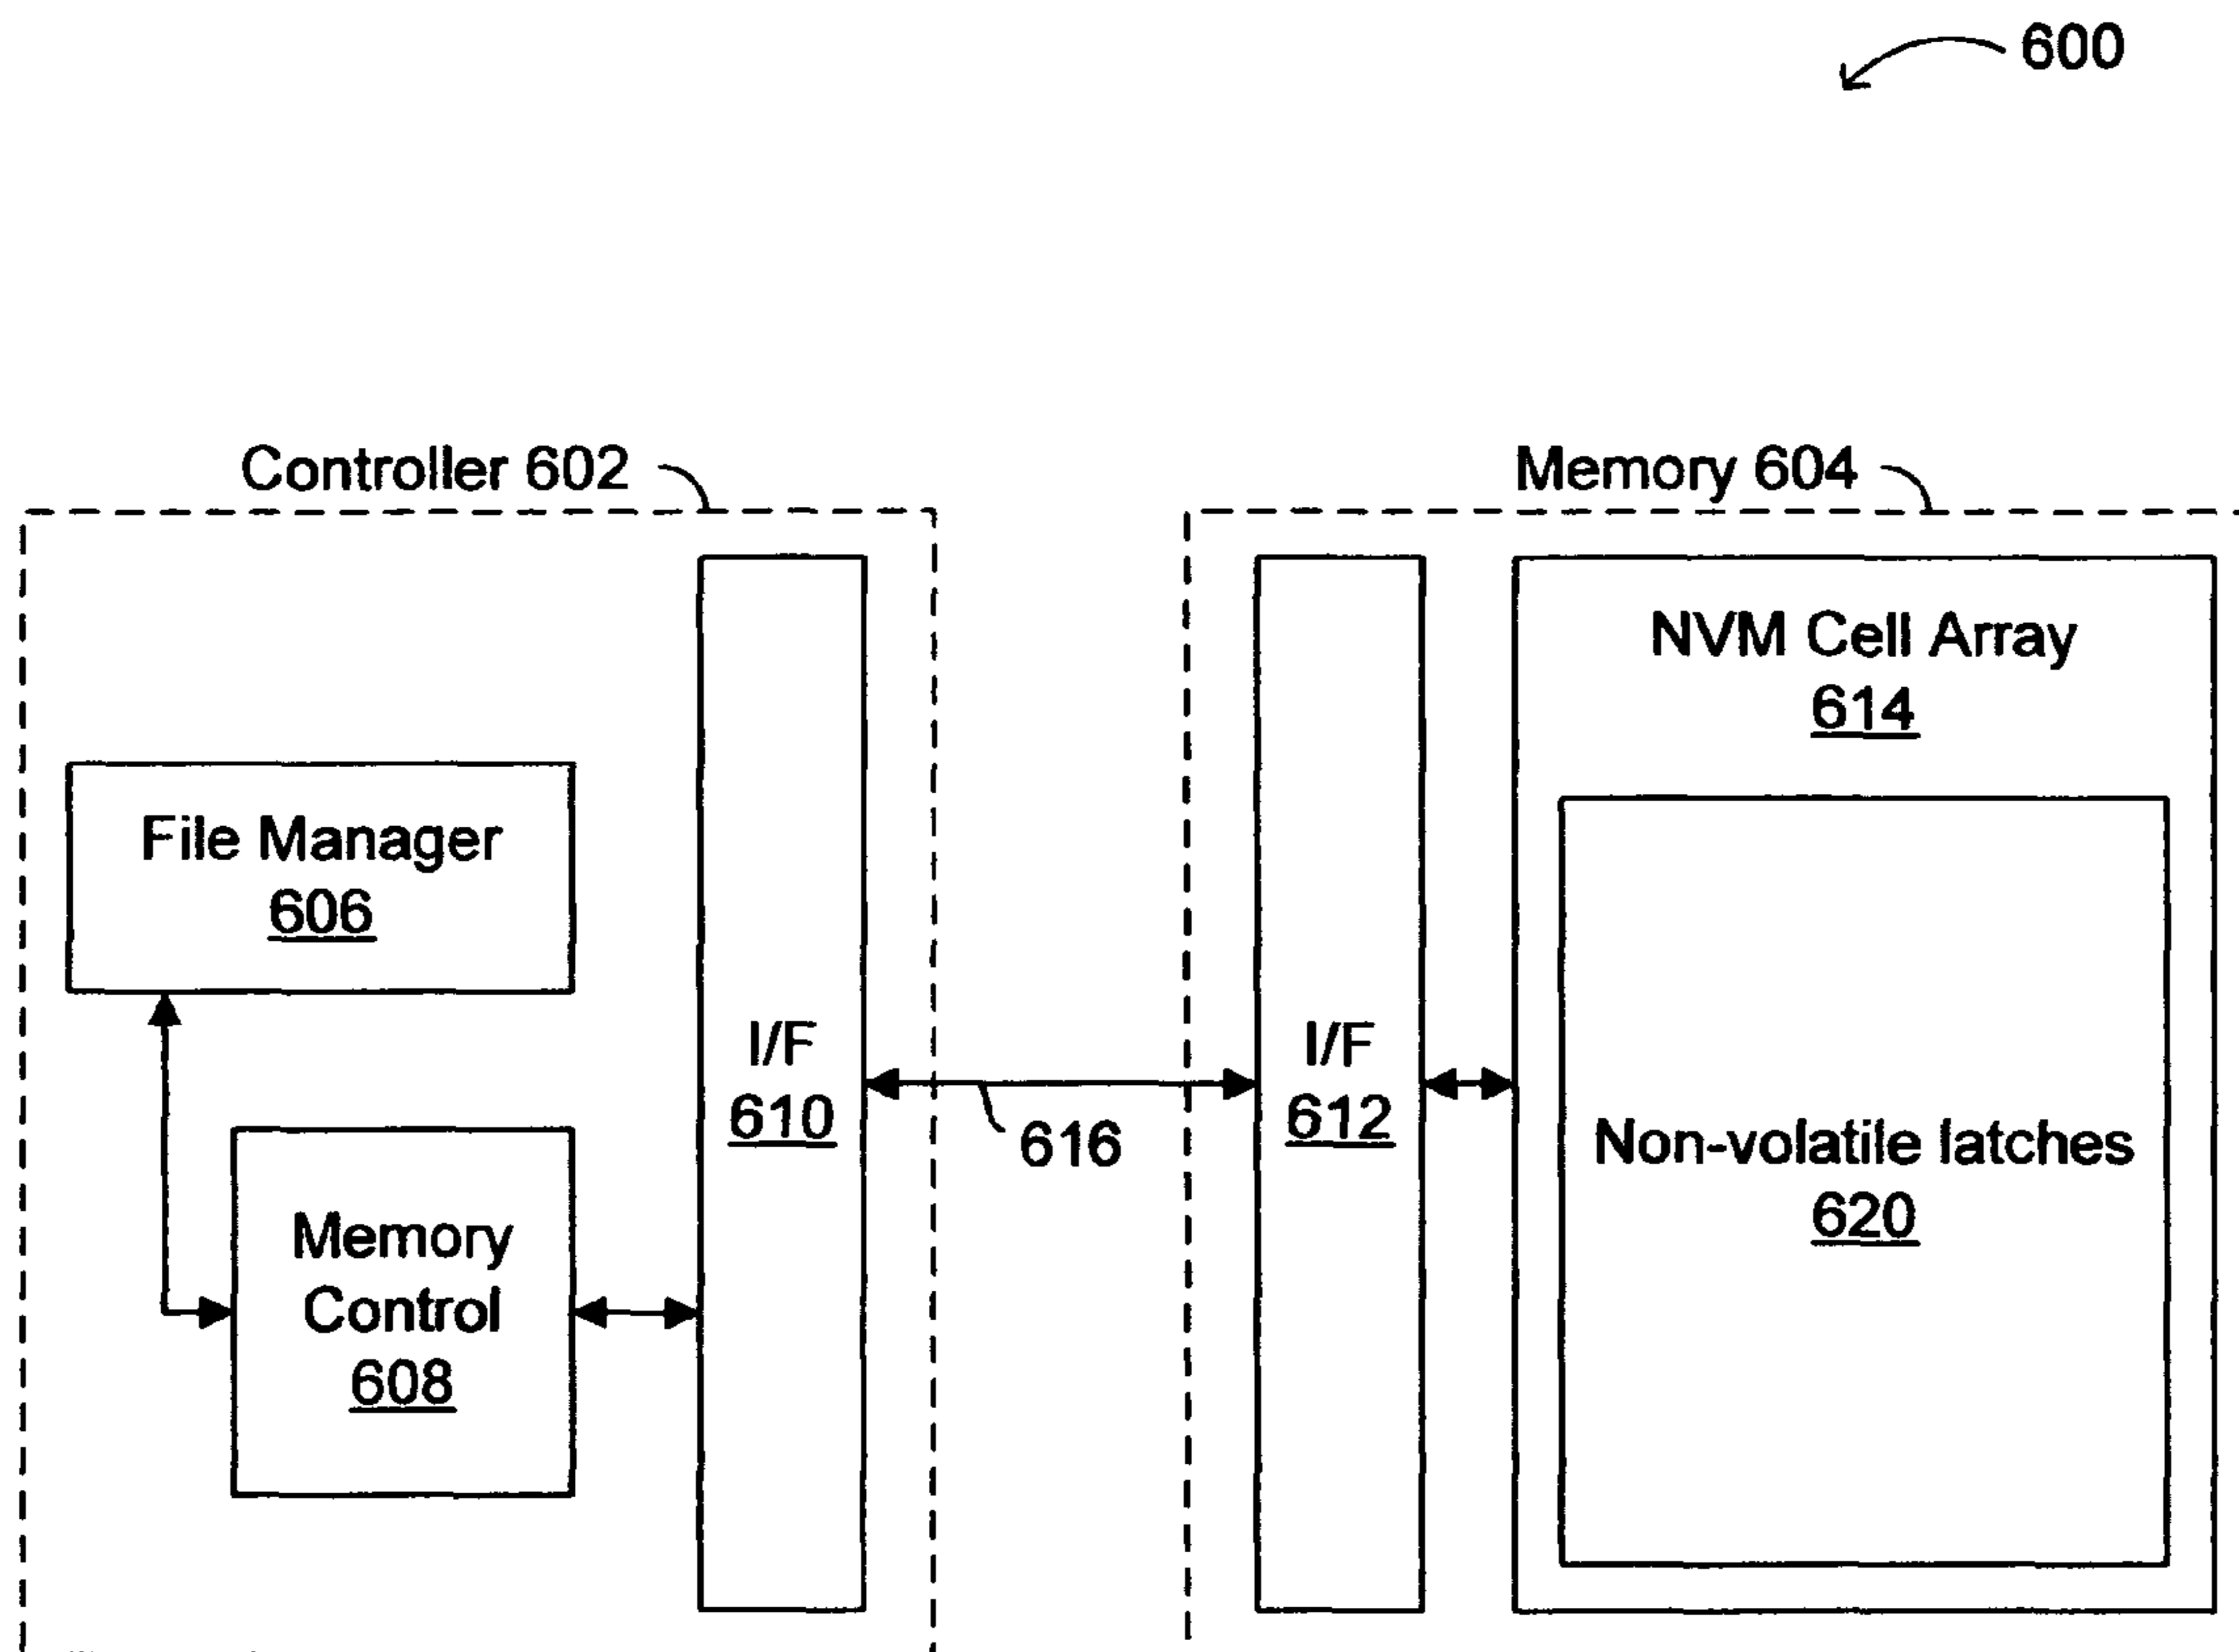 600
Controller 602
Memory 604
File Manager
606
Memory
Control
608
I/F
610
616
I/F
612
NVM Cell Array
614
Non-volatile latches
620